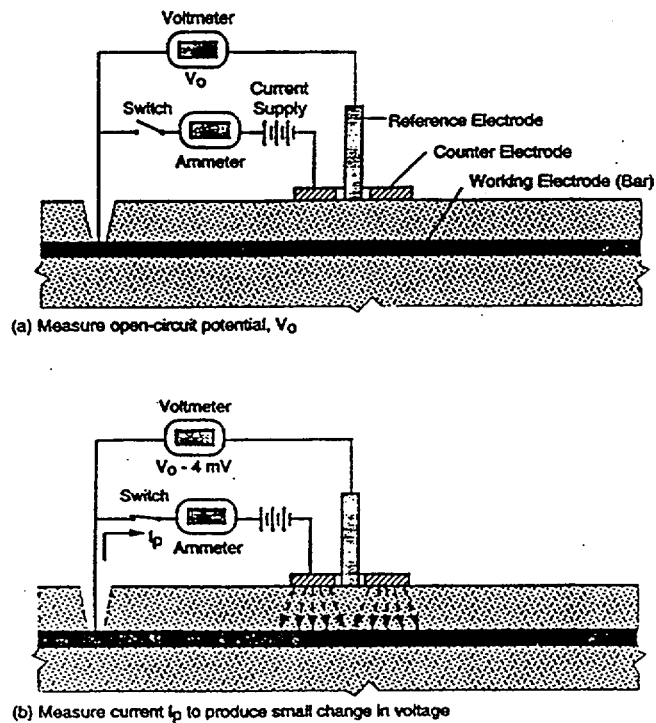 Voltmeter
V₀
Switch
Current
Supply
Ammeter
Reference Electrode
Counter Electrode
Working Electrode (Bar)
(a) Measure open-circuit potential, V₀
Voltmeter
V₀ - 4 mV
Switch
Iₚ
Ammeter
(b) Measure current Iₚ to produce small change in voltage